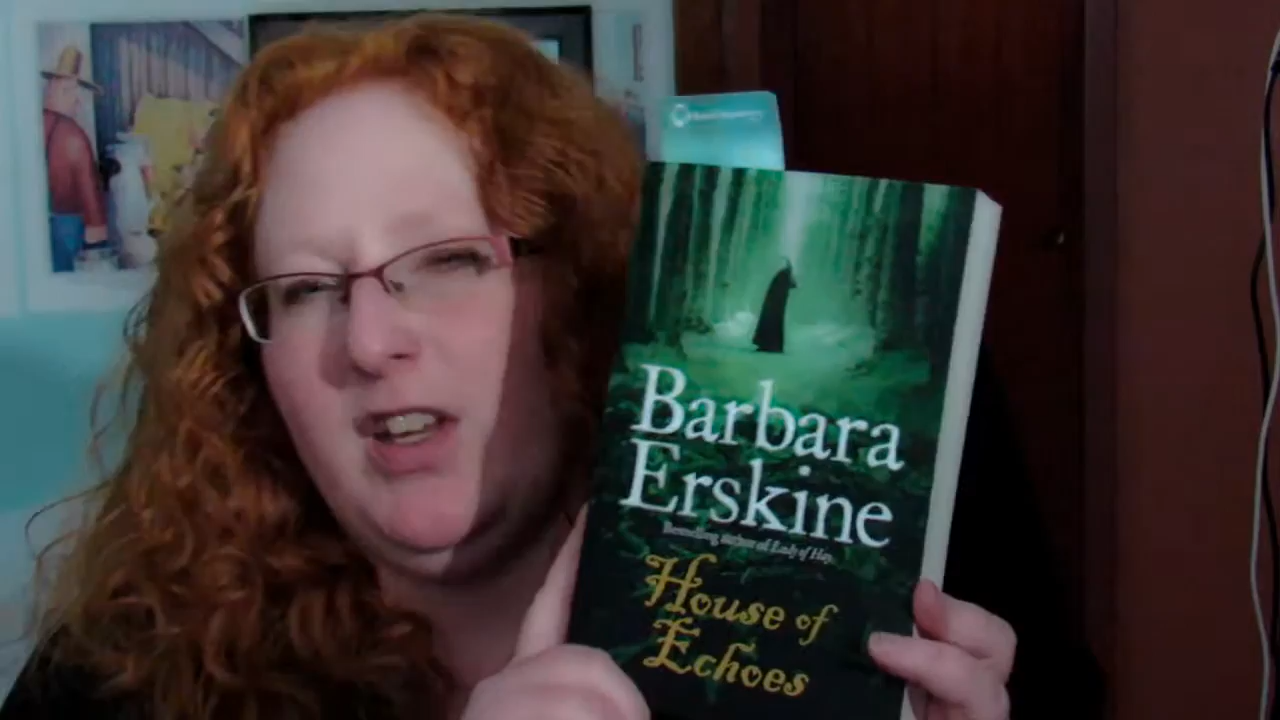 Barbara
Erskine
Bestselling author of Lady of Hay
House of
Echoes